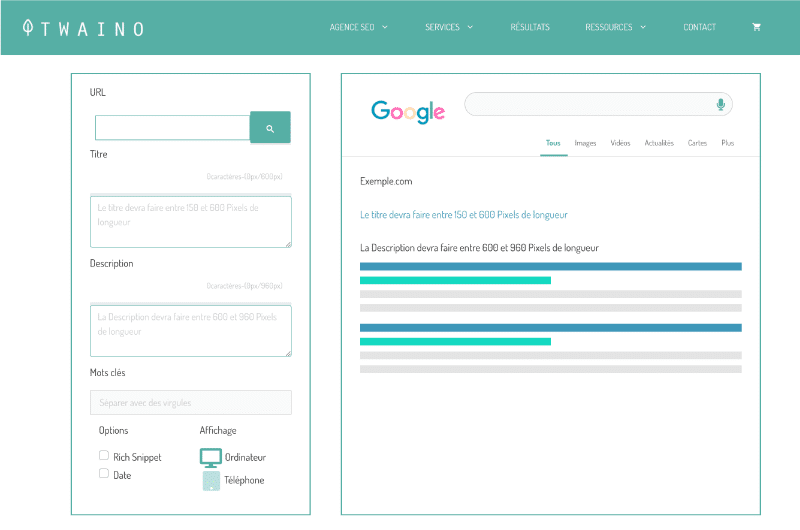 TWAINO
AGENCE SEO SERVICES RÉSULTATS RESSOURCES CONTACT
URL
Titre
0caractères-(0px/600px)
Le titre devra faire entre 150 et 600 Pixels de
longueur
Description
0caractères-(0px/960px)
La Description devra faire entre 600 et 960 Pixels
de longueur
Mots clés
Séparer avec des virgules
Options
Rich Snippet
Date
Affichage
Ordinateur
Téléphone
Google
Tous Images Vidéos Actualités Cartes Plus
Exemple.com
Le titre devra faire entre 150 et 600 Pixels de longueur
La Description devra faire entre 600 et 960 Pixels de longueur